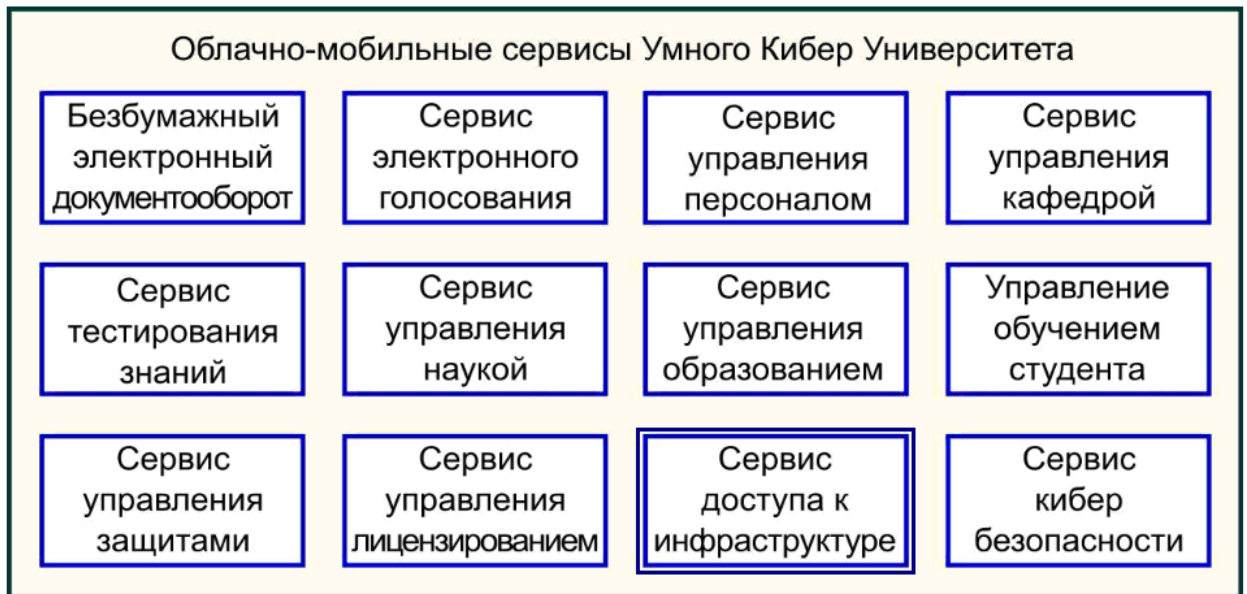 Облачно-мобильные сервисы Умного Кибер Университета
Безбумажный
электронный
документооборот
Сервис
электронного
голосования
Сервис
управления
персоналом
Сервис
управления
кафедрой
Сервис
тестирования
знаний
Сервис
управления
наукой
Сервис
управления
образованием
Управление
обучением
студента
Сервис
управления
защитами
Сервис
управления
лицензированием
Сервис
доступа к
инфраструктуре
Сервис
кибер
безопасности